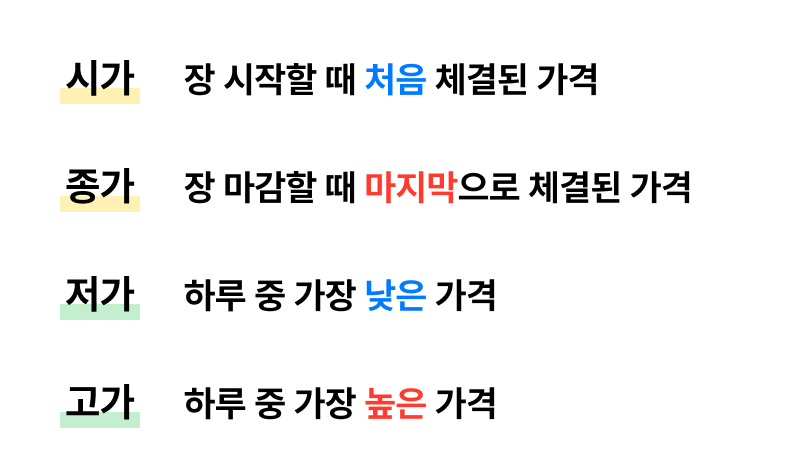 시가 장 시작할 때 처음 체결된 가격
종가 장 마감할 때 마지막으로 체결된 가격
저가 하루 중 가장 낮은 가격
고가 하루 중 가장 높은 가격